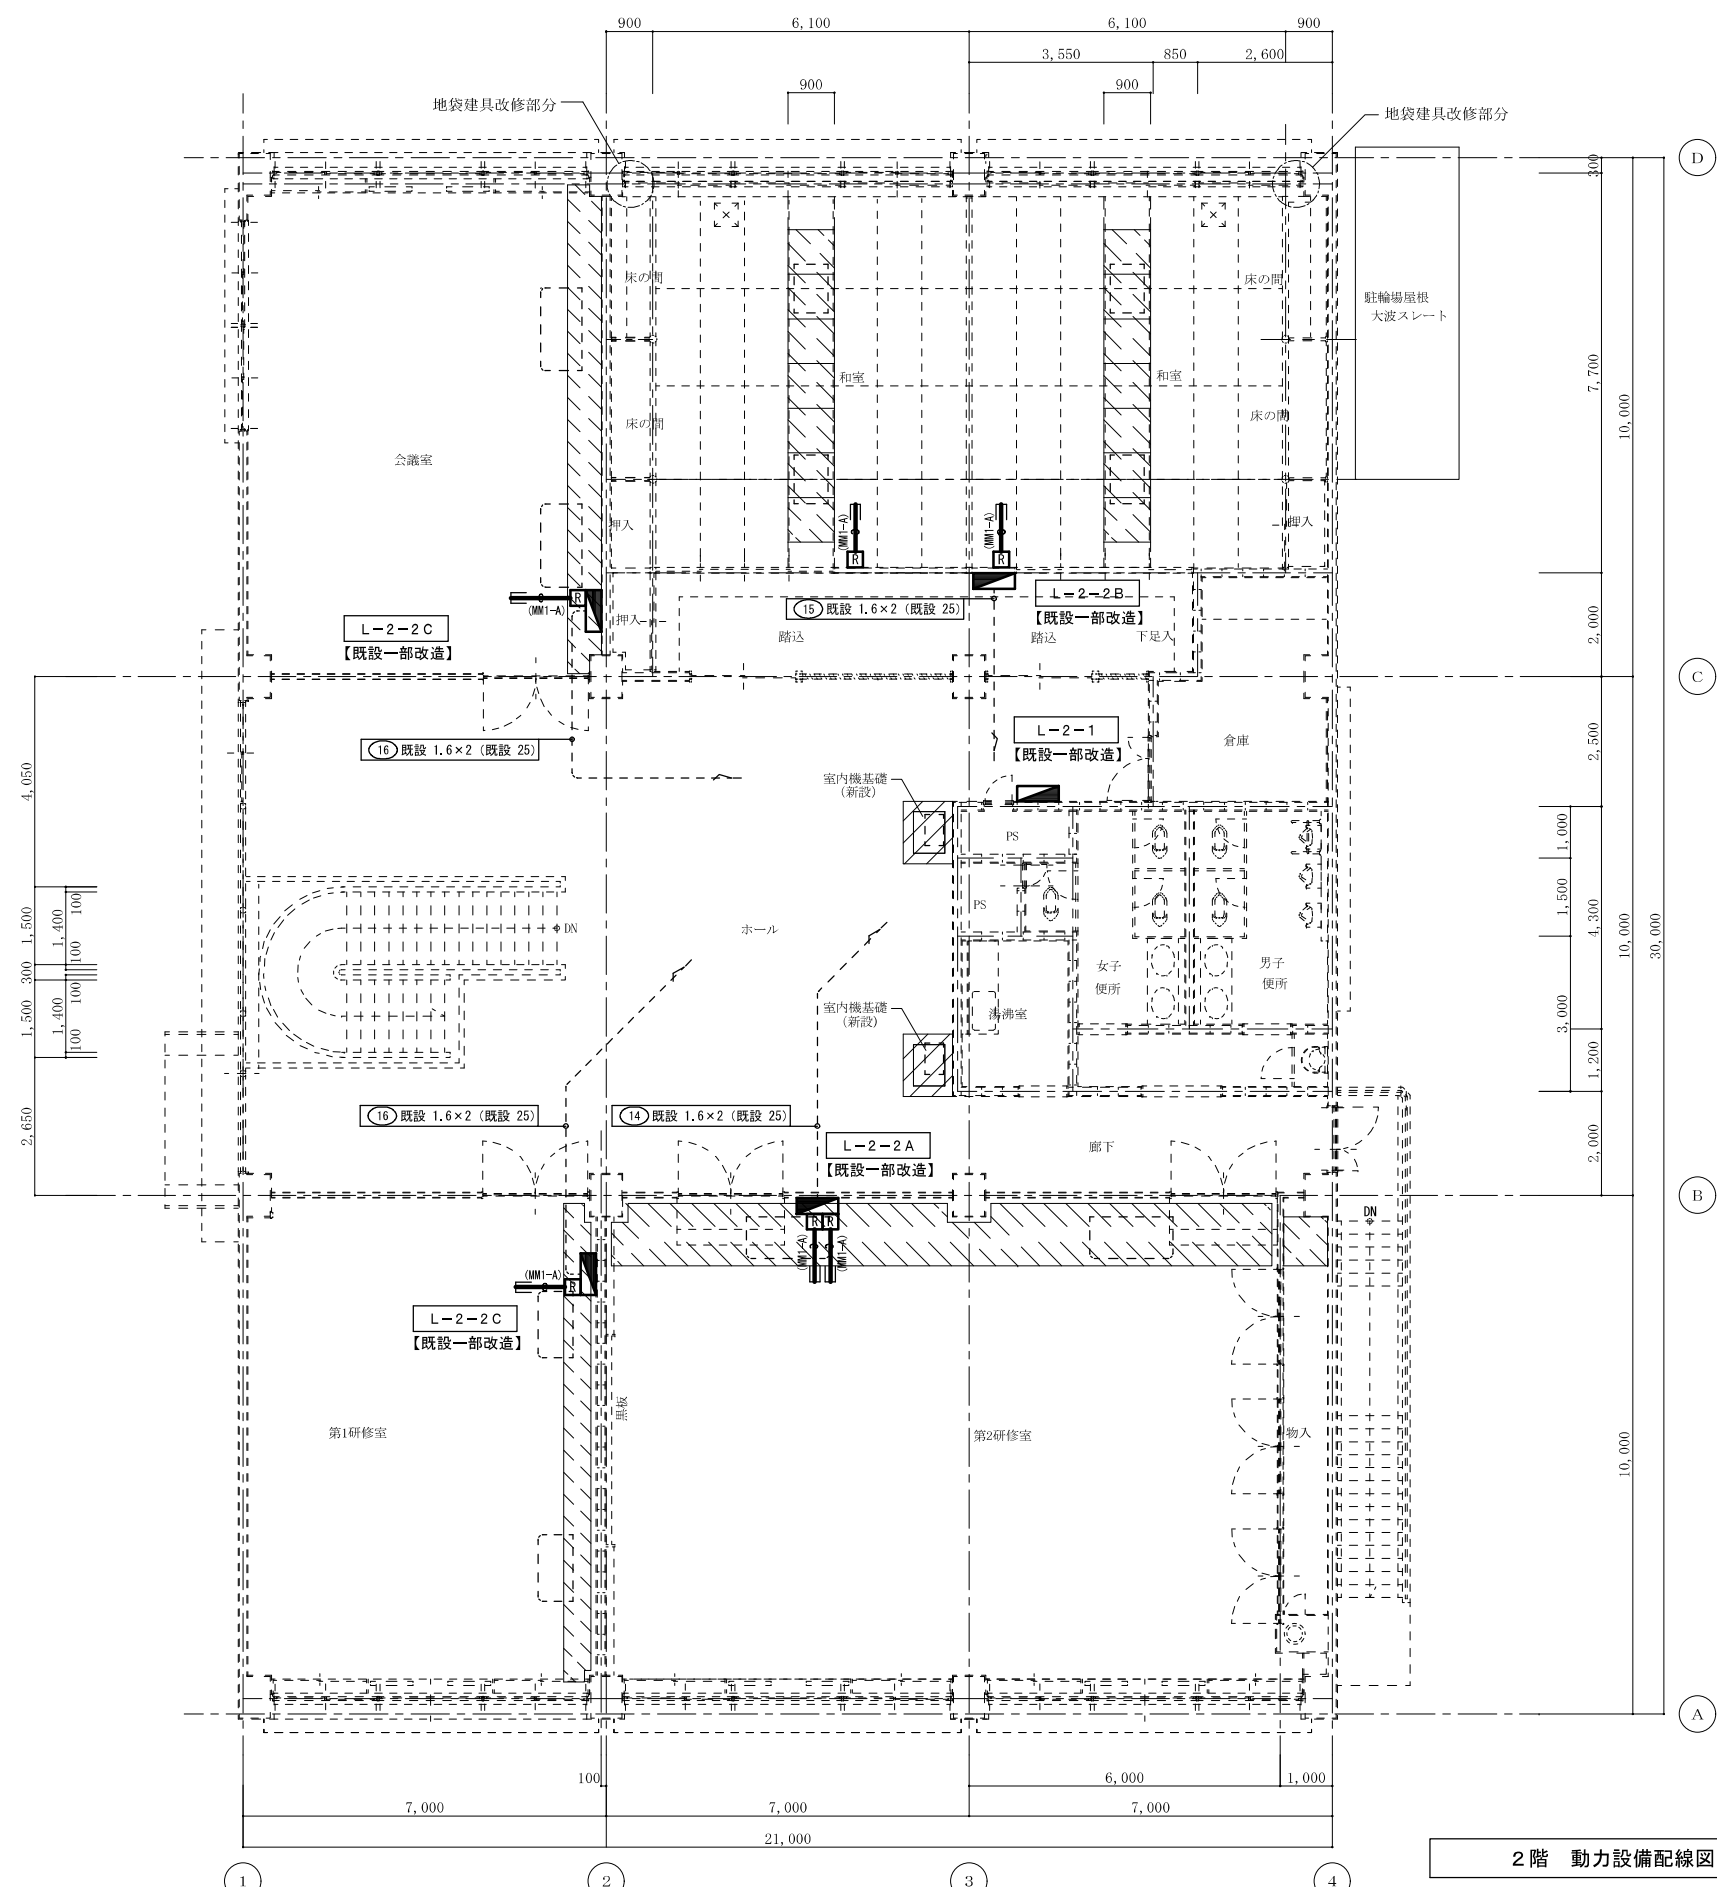 900
6,100
6,100
900
3,550
850
2,600
900
900
地袋建具改修部分
地袋建具改修部分
D
300
床の間
床の間
駐輪場屋根
大波スレート
7,700
10,000
和室
和室
床の間
床の間
会議室
押入
押入
(MM1-A)
(MM1-A)
R
R
L-2-2B
【既設一部改造】
15 既設 1.6×2 (既設 25)
R
(MM1-A)
L-2-2C
【既設一部改造】
押入
踏込
踏込
下足入
2,000
C
L-2-1
【既設一部改造】
16 既設 1.6×2 (既設 25)
倉庫
2,500
4,050
室内機基礎
(新設)
PS
1,000
PS
1,500
4,300
1,500
1,400
100
100
DN
ホール
10,000
30,000
300
女子
便所
男子
便所
1,500
1,400
100
100
室内機基礎
(新設)
湯沸室
3,000
1,200
2,650
16 既設 1.6×2 (既設 25)
14 既設 1.6×2 (既設 25)
L-2-2A
【既設一部改造】
廊下
2,000
B
DN
R
R
(MM1-A)
(MM1-A)
(MM1-A)
R
L-2-2C
【既設一部改造】
黒板
第1研修室
第2研修室
物入
10,000
A
100
6,000
1,000
7,000
7,000
7,000
21,000
2階 動力設備配線図
1
2
3
4